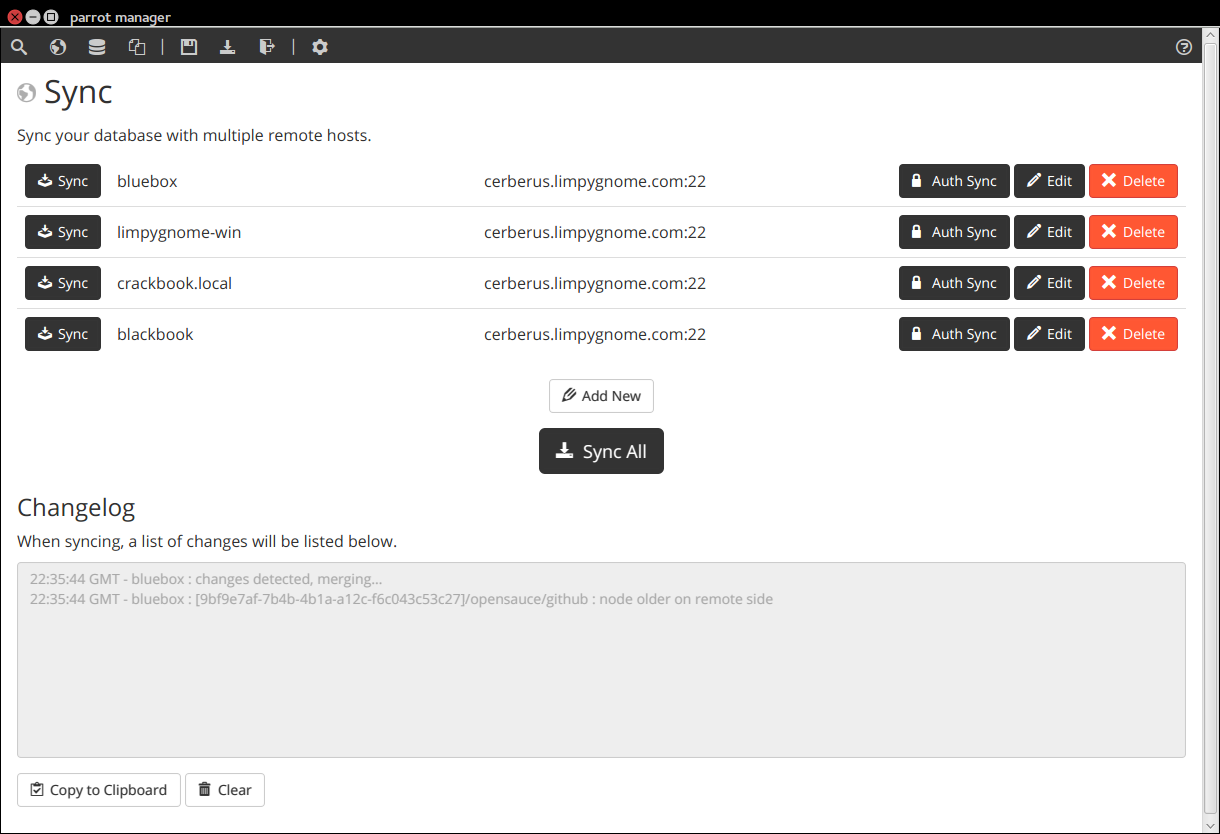 parrot manager
Sync
Sync your database with multiple remote hosts.
Sync bluebox cerberus.limpygnome.com:22 Auth Sync Edit Delete
Sync limpygnome-win cerberus.limpygnome.com:22 Auth Sync Edit Delete
Sync crackbook.local cerberus.limpygnome.com:22 Auth Sync Edit Delete
Sync blackbook cerberus.limpygnome.com:22 Auth Sync Edit Delete
Add New
Sync All
Changelog
When syncing, a list of changes will be listed below.
22:35:44 GMT - bluebox : changes detected, merging...
22:35:44 GMT - bluebox : [9bf9e7af-7b4b-4b1a-a12c-f6c043c53c27]/opensauce/github : node older on remote side
Copy to Clipboard Clear